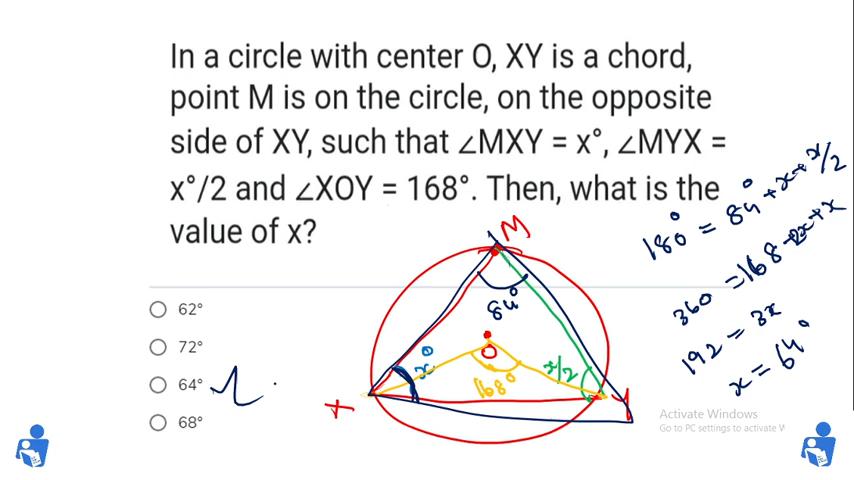 In a circle with center O, XY is a chord,
point M is on the circle, on the opposite
side of XY, such that ∠MXY = x°, ∠MYX =
x°/2 and ∠XOY = 168°. Then, what is the
value of x?
180° = 84° + x + x/2
360 = 168 + 2x + x
192 = 3x
x = 64°
62°
72°
64°
68°
M
84°
O
x°
168°
x/2
X
Y
Activate Windows
Go to PC settings to activate W